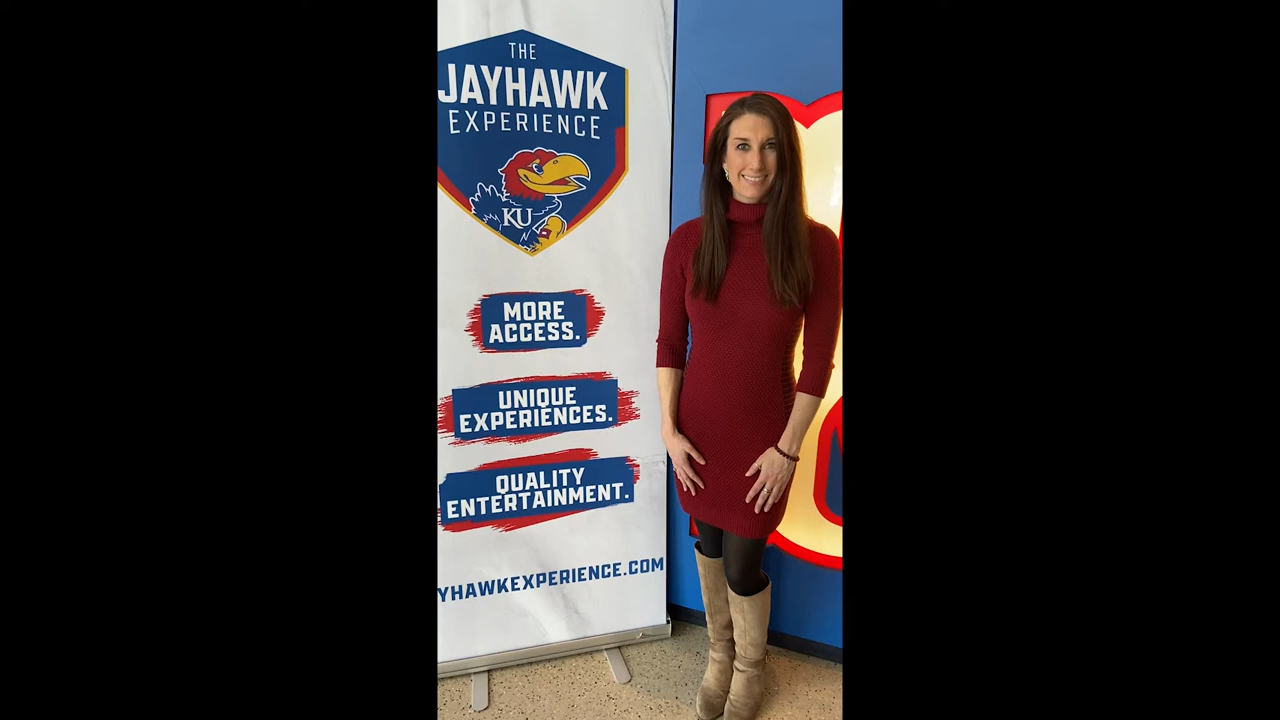 THE
JAYHAWK
EXPERIENCE
KU
MORE
ACCESS.
UNIQUE
EXPERIENCES.
QUALITY
ENTERTAINMENT.
YHAWKEXPERIENCE.COM